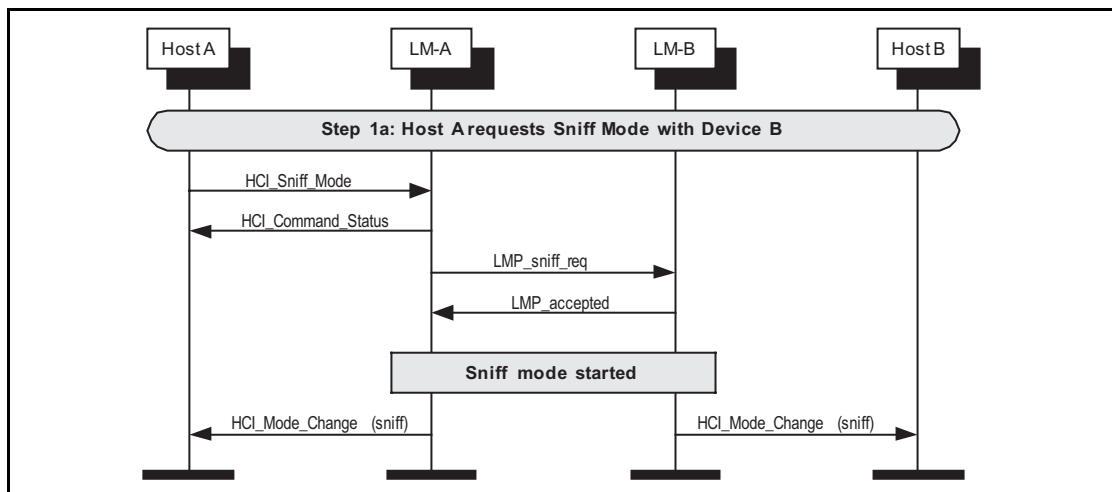 Host A
LM-A
LM-B
Host B
Step 1a: Host A requests Sniff Mode with Device B
HCI_Sniff_Mode
HCI_Command_Status
LMP_sniff_req
LMP_accepted
Sniff mode started
HCI_Mode_Change (sniff)
HCI_Mode_Change (sniff)